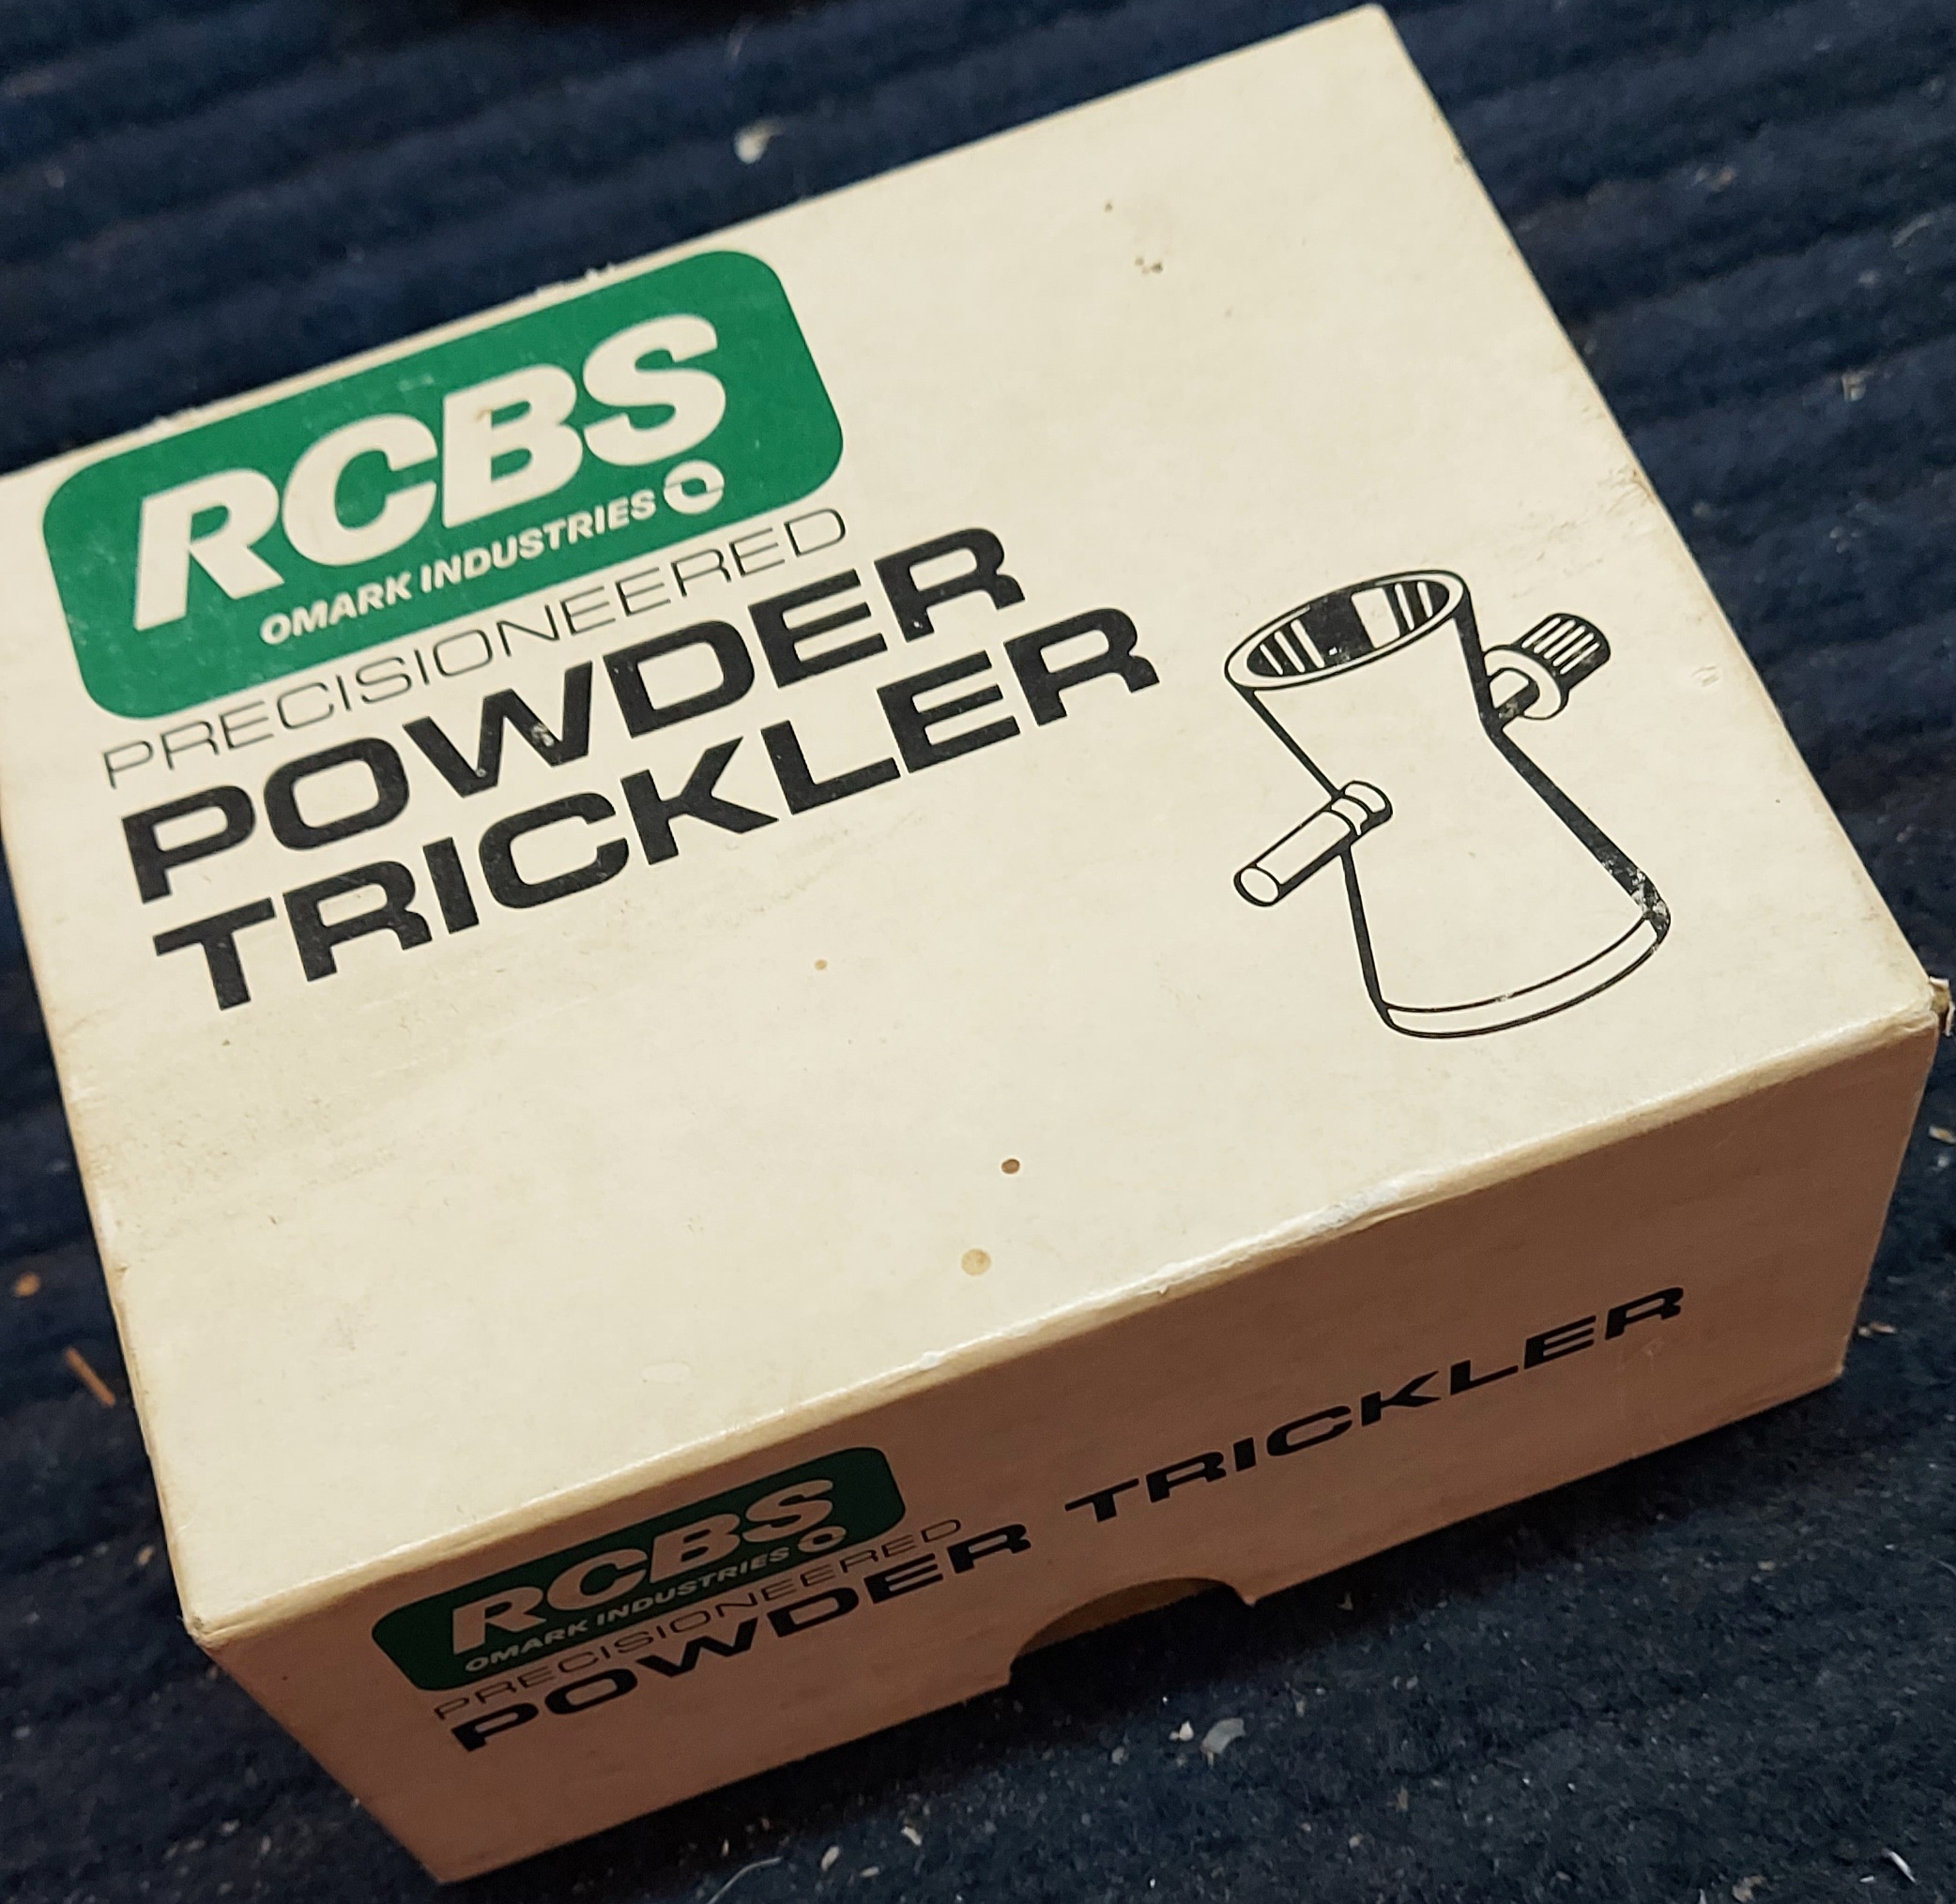 RCBS
OMARK INDUSTRIES
PRECISIONEERED
POWDER
TRICKLER
RCBS
OMARK INDUSTRIES
PRECISIONEERED
POWDER TRICKLER